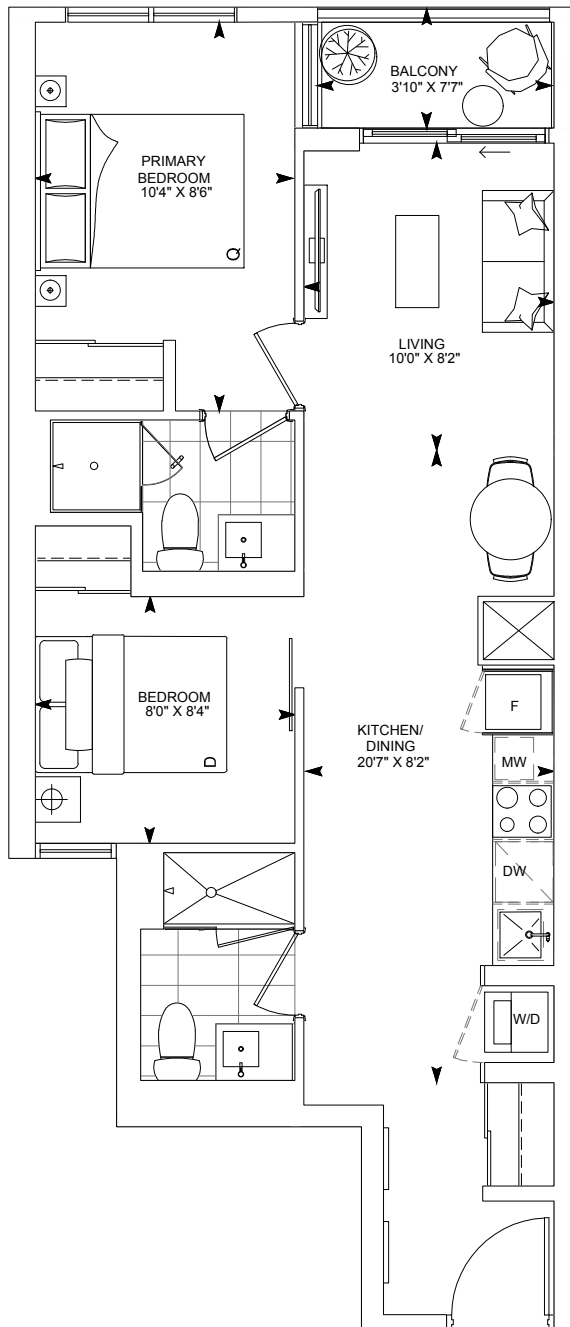 BALCONY
3'10" X 7'7"
PRIMARY
BEDROOM
10'4" X 8'6"
Q
LIVING
10'0" X 8'2"
BEDROOM
8'0" X 8'4"
D
KITCHEN/
DINING
20'7" X 8'2"
F
MW
DW
W/D